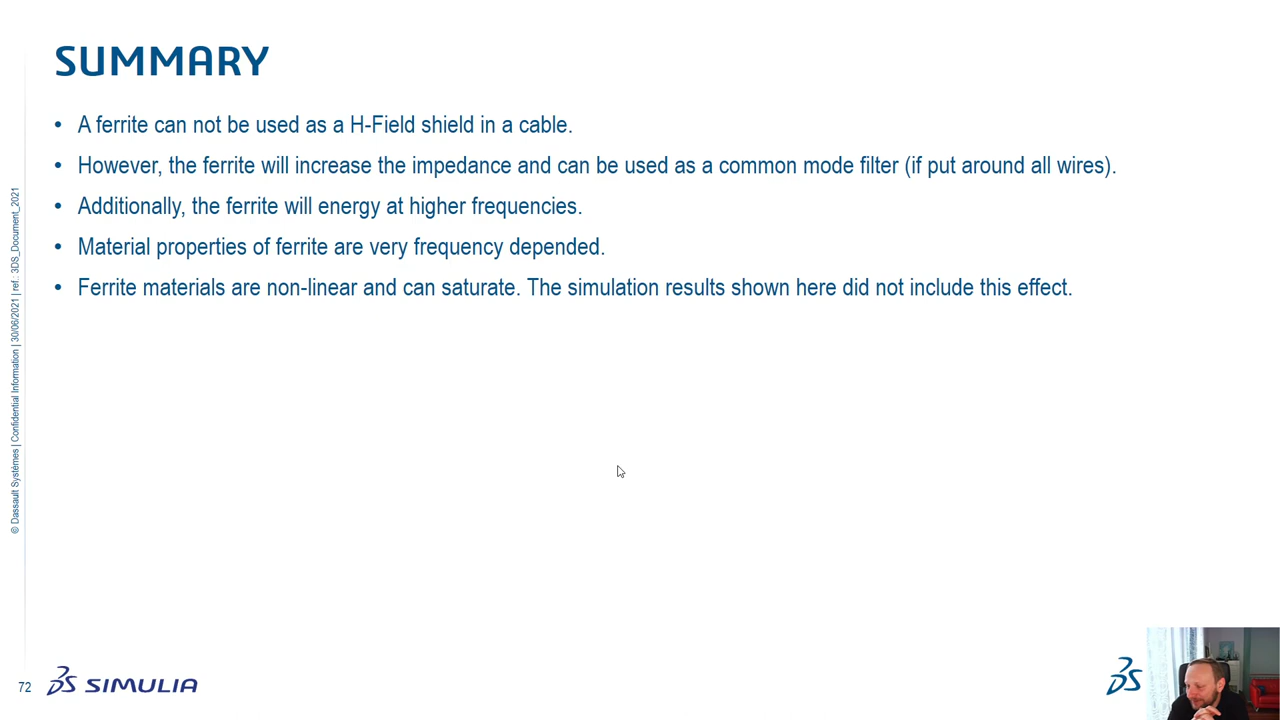 SUMMARY
• A ferrite can not be used as a H-Field shield in a cable.
• However, the ferrite will increase the impedance and can be used as a common mode filter (if put around all wires).
• Additionally, the ferrite will energy at higher frequencies.
• Material properties of ferrite are very frequency depended.
• Ferrite materials are non-linear and can saturate. The simulation results shown here did not include this effect.
© Dassault Systèmes | Confidential Information | 30/06/2021 | ref.: 3DS_Document_2021
72 3DS SIMULIA
3DS